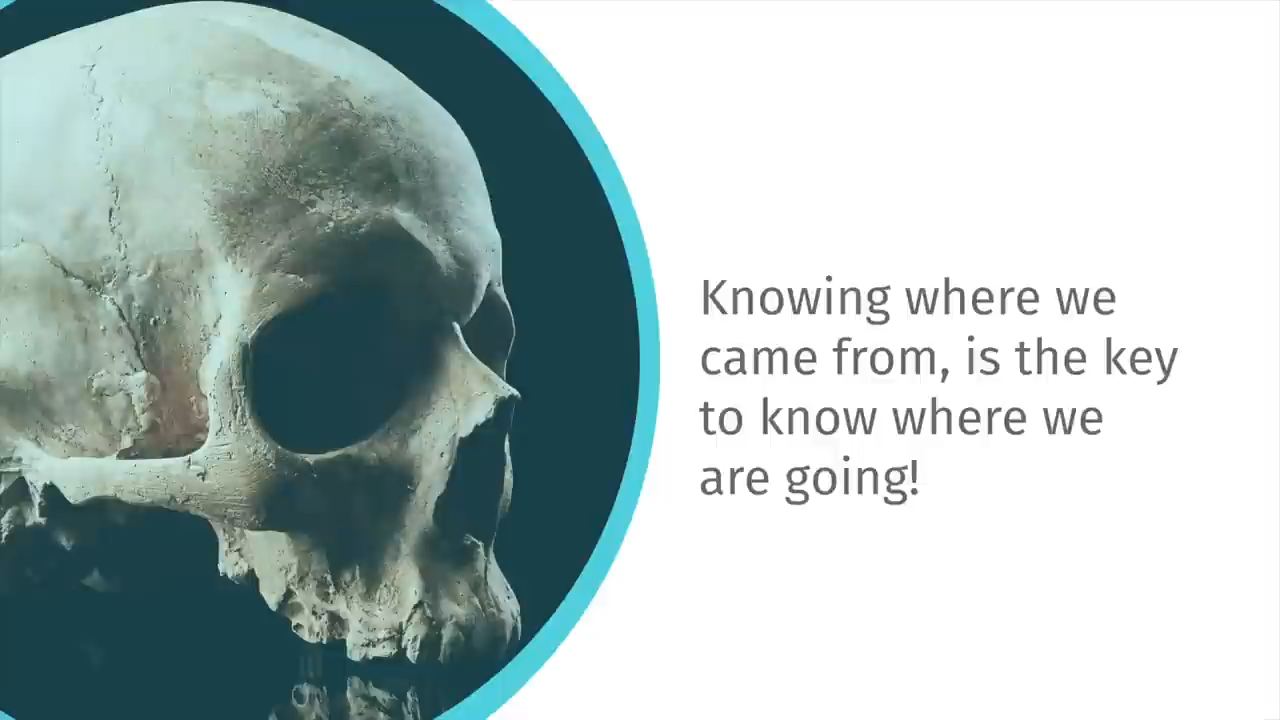 Knowing where we
came from, is the key
to know where we
are going!